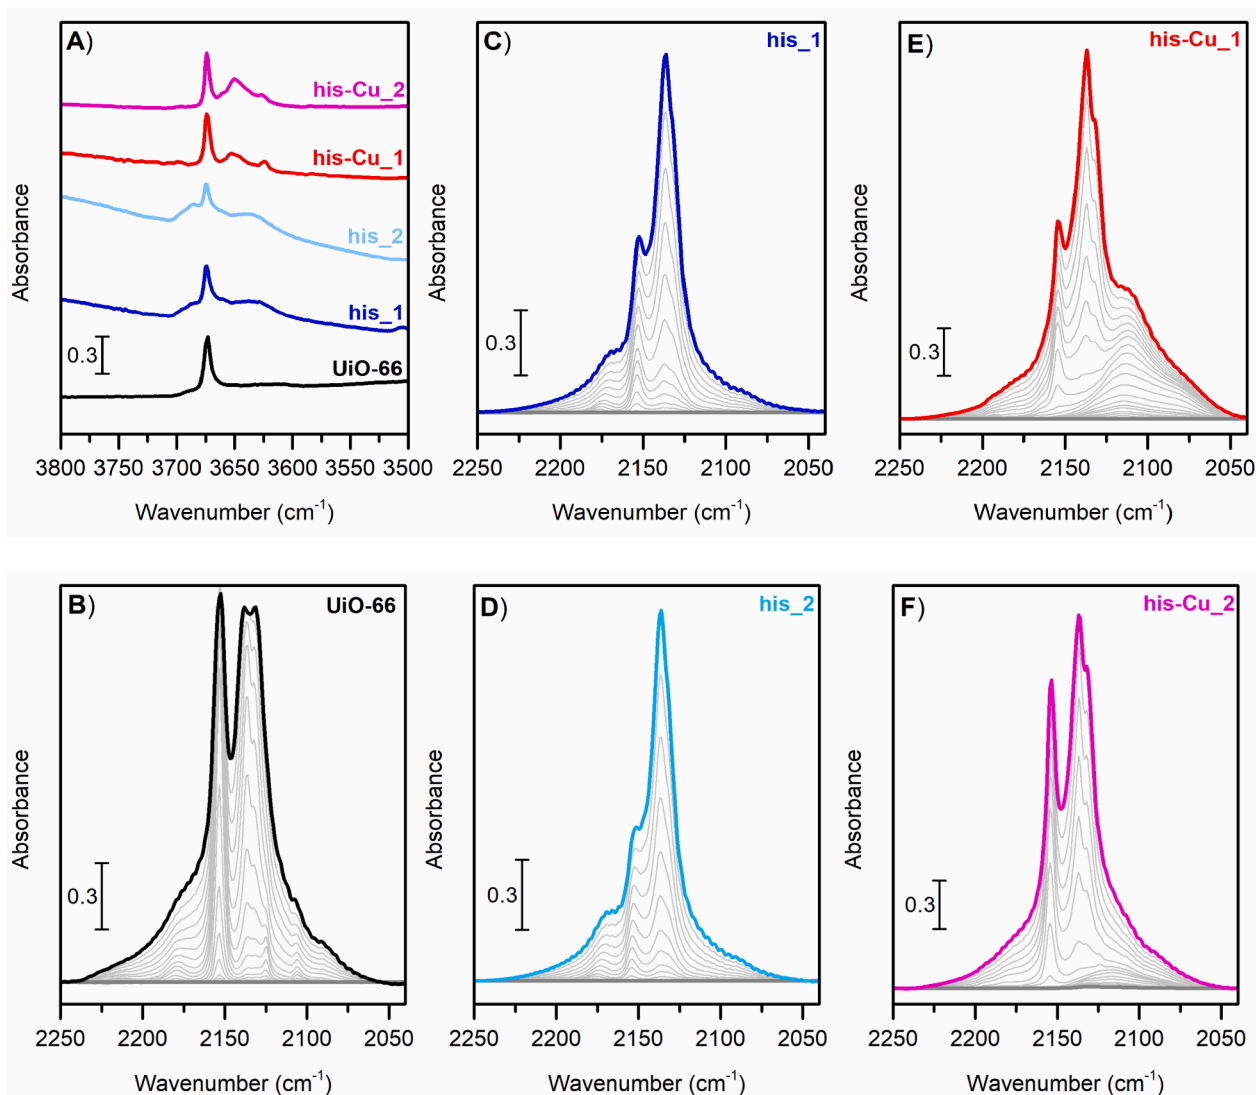 A)
his-Cu_2
his-Cu_1
his_2
his_1
UiO-66
0.3
Absorbance
3800 3750 3700 3650 3600 3550 3500
Wavenumber (cm-1)
C)
his_1
0.3
Absorbance
2250 2200 2150 2100 2050
Wavenumber (cm-1)
E)
his-Cu_1
0.3
Absorbance
2250 2200 2150 2100 2050
Wavenumber (cm-1)
B)
UiO-66
0.3
Absorbance
2250 2200 2150 2100 2050
Wavenumber (cm-1)
D)
his_2
0.3
Absorbance
2250 2200 2150 2100 2050
Wavenumber (cm-1)
F)
his-Cu_2
0.3
Absorbance
2250 2200 2150 2100 2050
Wavenumber (cm-1)